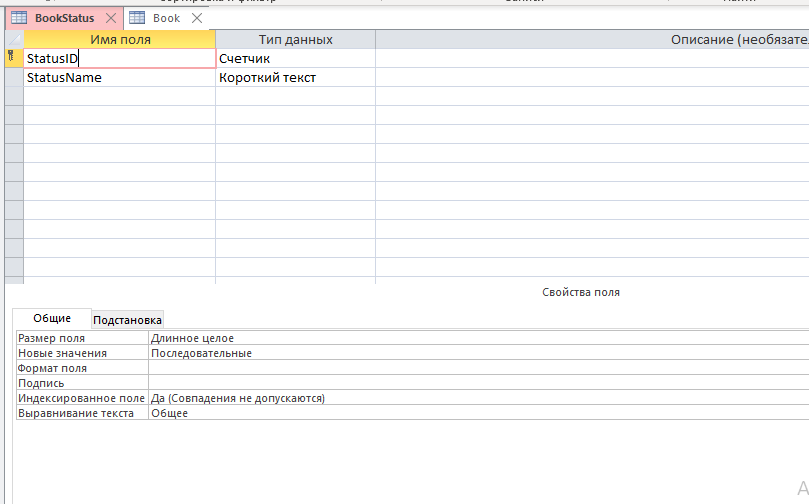 BookStatus Book
Имя поля Тип данных Описание (необязател
StatusID Счетчик
StatusName Короткий текст
Свойства поля
Общие Подстановка
Размер поля Длинное целое
Новые значения Последовательные
Формат поля
Подпись
Индексированное поле Да (Совпадения не допускаются)
Выравнивание текста Общее